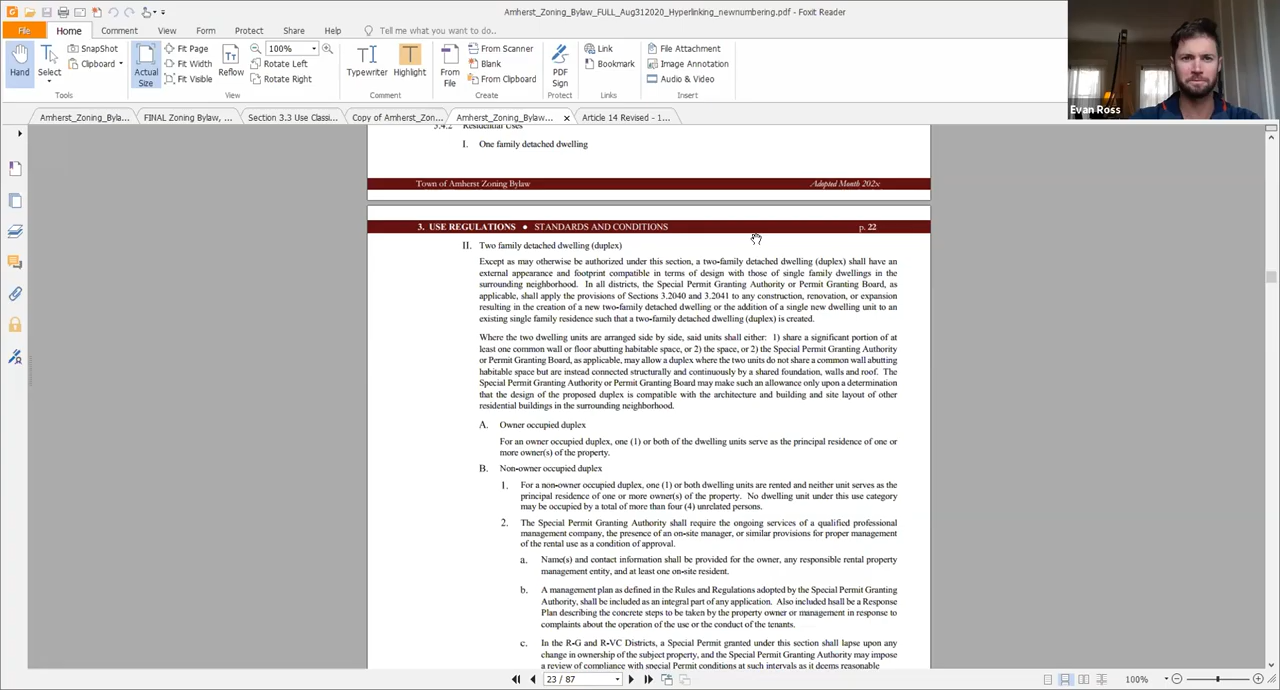 Amherst_Zoning_Bylaw_FULL_Aug312020_Hyperlinking_newnumbering.pdf - Foxit Reader
File Home Comment View Form Protect Share Help Tell me what you want to do...
Hand
Select
SnapShot
Clipboard
Tools
Actual Size
Fit Page
Fit Width
Fit Visible
Reflow
100%
Rotate Left
Rotate Right
View
Typewriter
Highlight
Comment
From File
From Scanner
Blank
From Clipboard
Create
PDF Sign
Protect
Link
Bookmark
Links
File Attachment
Image Annotation
Audio & Video
Insert
Evan Ross
Amherst_Zoning_Byla... FINAL Zoning Bylaw, ... Section 3.3 Use Classi... Copy of Amherst_Zon... Amherst_Zoning_Bylaw... Article 14 Revised - 1...
3.4.2 Residential Uses
I. One family detached dwelling
Town of Amherst Zoning Bylaw Adopted Month 202x
3. USE REGULATIONS ● STANDARDS AND CONDITIONS p. 22
II. Two family detached dwelling (duplex)
Except as may otherwise be authorized under this section, a two-family detached dwelling (duplex) shall have an
external appearance and footprint compatible in terms of design with those of single family dwellings in the
surrounding neighborhood. In all districts, the Special Permit Granting Authority or Permit Granting Board, as
applicable, shall apply the provisions of Sections 3.2040 and 3.2041 to any construction, renovation, or expansion
resulting in the creation of a new two-family detached dwelling or the addition of a single new dwelling unit to an
existing single family residence such that a two-family detached dwelling (duplex) is created.
Where the two dwelling units are arranged side by side, said units shall either: 1) share a significant portion of at
least one common wall or floor abutting habitable space, or 2) the space, or 2) the Special Permit Granting Authority
or Permit Granting Board, as applicable, may allow a duplex where the two units do not share a common wall abutting
habitable space but are instead connected structurally and continuously by a shared foundation, walls and roof. The
Special Permit Granting Authority or Permit Granting Board may make such an allowance only upon a determination
that the design of the proposed duplex is compatible with the architecture and building and site layout of other
residential buildings in the surrounding neighborhood.
A. Owner occupied duplex
For an owner occupied duplex, one (1) or both of the dwelling units serve as the principal residence of one or
more owner(s) of the property.
B. Non-owner occupied duplex
1. For a non-owner occupied duplex, one (1) or both dwelling units are rented and neither unit serves as the
principal residence of one or more owner(s) of the property. No dwelling unit under this use category
may be occupied by a total of more than four (4) unrelated persons.
2. The Special Permit Granting Authority shall require the ongoing services of a qualified professional
management company, the presence of an on-site manager, or similar provisions for proper management
of the rental use as a condition of approval.
a. Name(s) and contact information shall be provided for the owner, any responsible rental property
management entity, and at least one on-site resident.
b. A management plan as defined in the Rules and Regulations adopted by the Special Permit Granting
Authority, shall be included as an integral part of any application. Also included hsall be a Response
Plan describing the concrete steps to be taken by the property owner or management in response to
complaints about the operation of the use or the conduct of the tenants.
c. In the R-G and R-VC Districts, a Special Permit granted under this section shall lapse upon any
change in ownership of the subject property, and the Special Permit Granting Authority may impose
a review of compliance with special Permit conditions at such intervals as it deems reasonable
23 / 87
100%